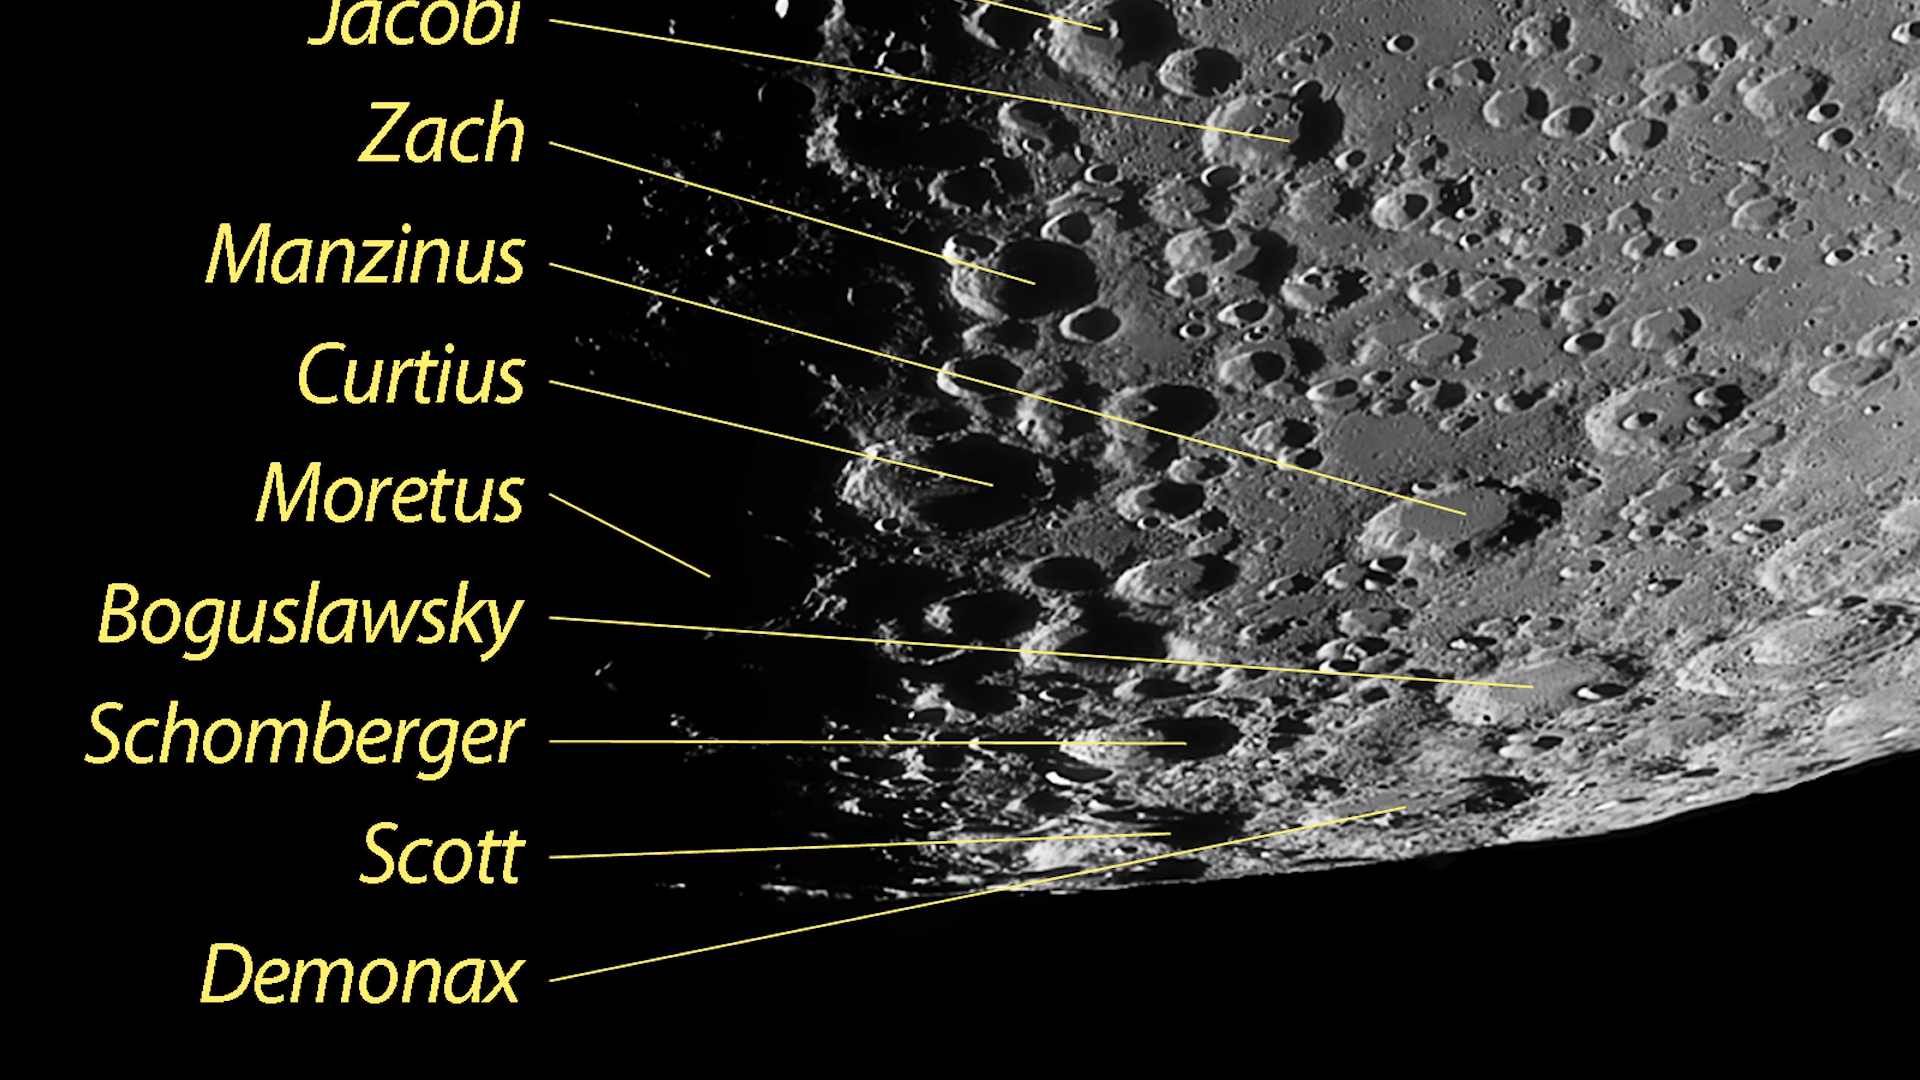 Jacobi
Zach
Manzinus
Curtius
Moretus
Boguslawsky
Schomberger
Scott
Demonax